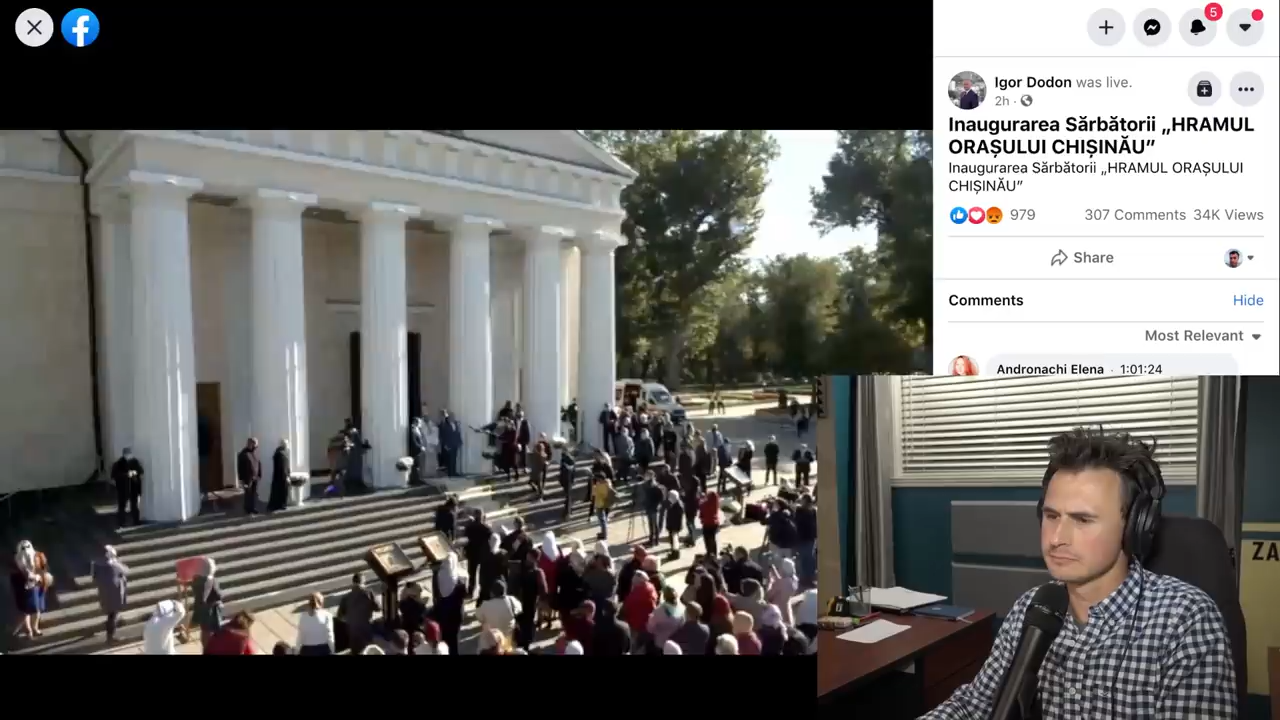 5
Igor Dodon was live.
2h ·
Inaugurarea Sărbătorii „HRAMUL
ORAȘULUI CHIȘINĂU”
Inaugurarea Sărbătorii „HRAMUL ORAȘULUI
CHIȘINĂU”
979 307 Comments 34K Views
Share
Comments Hide
Most Relevant
Andronachi Elena · 1:01:24
ZA